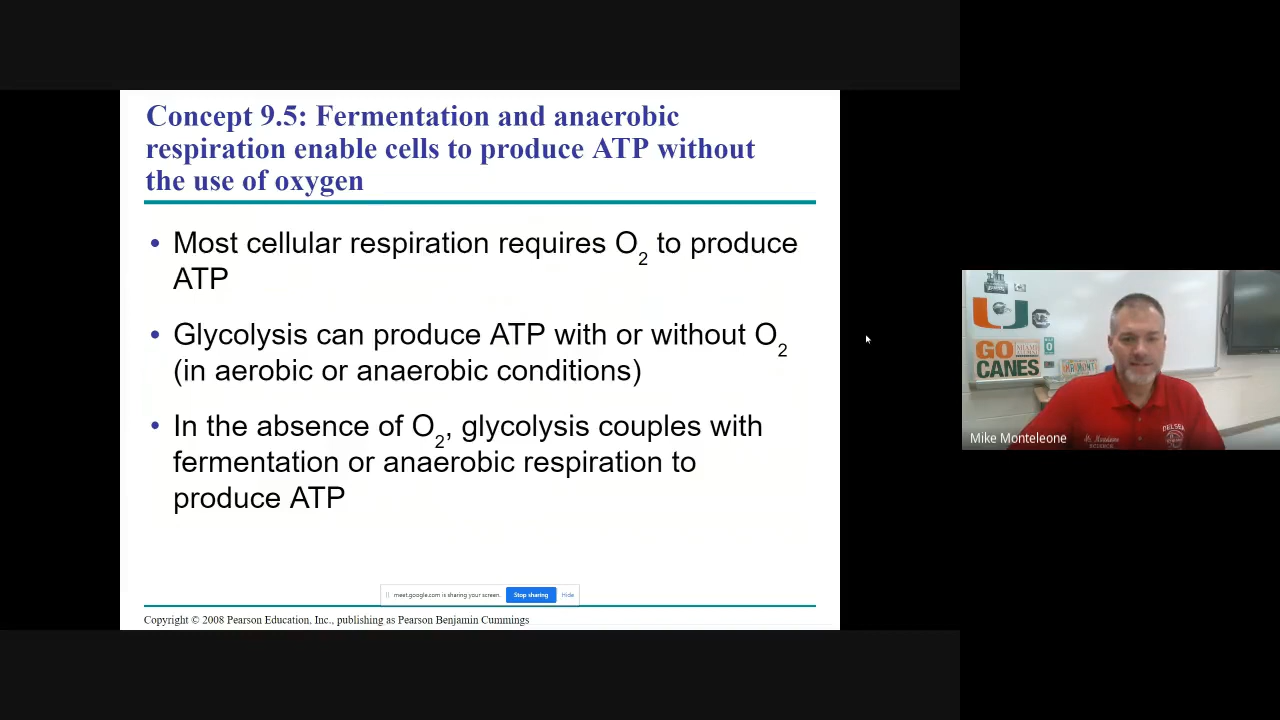 Concept 9.5: Fermentation and anaerobic
respiration enable cells to produce ATP without
the use of oxygen
• Most cellular respiration requires O2 to produce
ATP
• Glycolysis can produce ATP with or without O2
(in aerobic or anaerobic conditions)
• In the absence of O2, glycolysis couples with
fermentation or anaerobic respiration to
produce ATP
meet.google.com is sharing your screen. Stop sharing Hide
Copyright © 2008 Pearson Education, Inc., publishing as Pearson Benjamin Cummings
U C
GO
CANES
DELSEA
SCIENCE
Mike Monteleone